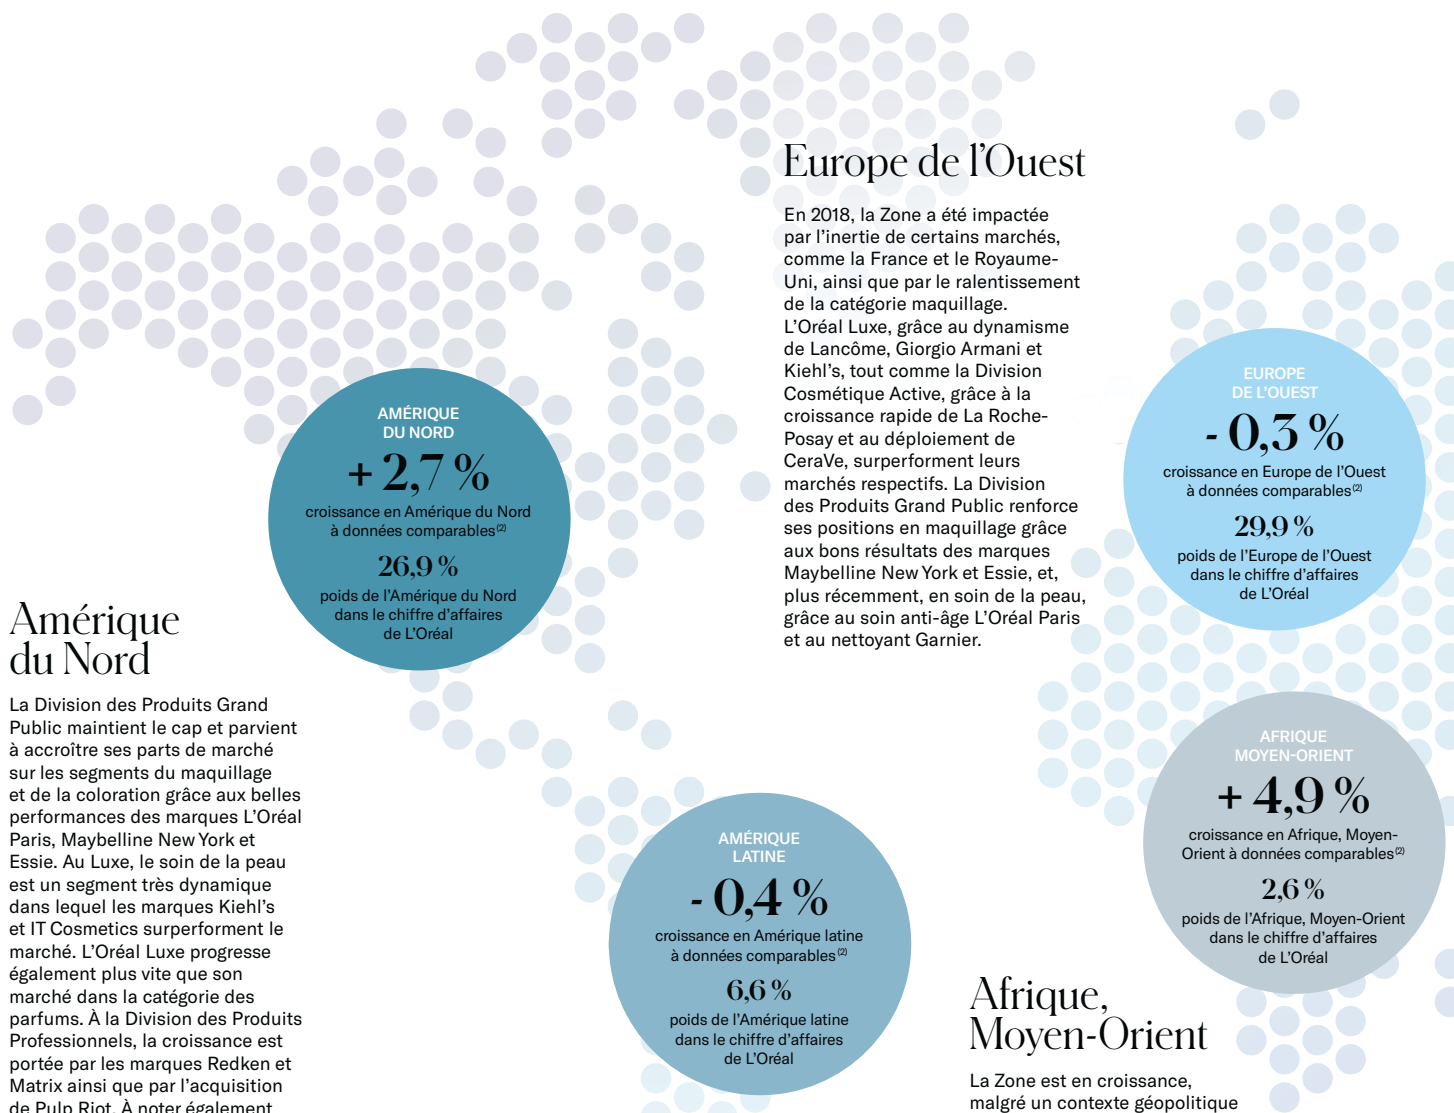 Europe de l’Ouest
En 2018, la Zone a été impactée
par l’inertie de certains marchés,
comme la France et le Royaume-
Uni, ainsi que par le ralentissement
de la catégorie maquillage.
L’Oréal Luxe, grâce au dynamisme
de Lancôme, Giorgio Armani et
Kiehl’s, tout comme la Division
Cosmétique Active, grâce à la
croissance rapide de La Roche-
Posay et au déploiement de
CeraVe, surperforment leurs
marchés respectifs. La Division
des Produits Grand Public renforce
ses positions en maquillage grâce
aux bons résultats des marques
Maybelline New York et Essie, et,
plus récemment, en soin de la peau,
grâce au soin anti-âge L’Oréal Paris
et au nettoyant Garnier.
EUROPE
DE L’OUEST
- 0,3 %
croissance en Europe de l’Ouest
à données comparables(2)
29,9 %
poids de l’Europe de l’Ouest
dans le chiffre d’affaires
de L’Oréal
AMÉRIQUE
DU NORD
+ 2,7 %
croissance en Amérique du Nord
à données comparables(2)
26,9 %
poids de l’Amérique du Nord
dans le chiffre d’affaires
de L’Oréal
Amérique
du Nord
La Division des Produits Grand
Public maintient le cap et parvient
à accroître ses parts de marché
sur les segments du maquillage
et de la coloration grâce aux belles
performances des marques L’Oréal
Paris, Maybelline New York et
Essie. Au Luxe, le soin de la peau
est un segment très dynamique
dans lequel les marques Kiehl’s
et IT Cosmetics surperforment le
marché. L’Oréal Luxe progresse
également plus vite que son
marché dans la catégorie des
parfums. À la Division des Produits
Professionnels, la croissance est
portée par les marques Redken et
Matrix ainsi que par l’acquisition
de Pulp Riot. À noter également
AMÉRIQUE
LATINE
- 0,4 %
croissance en Amérique latine
à données comparables(2)
6,6 %
poids de l’Amérique latine
dans le chiffre d’affaires
de L’Oréal
AFRIQUE
MOYEN-ORIENT
+ 4,9 %
croissance en Afrique, Moyen-
Orient à données comparables(2)
2,6 %
poids de l’Afrique, Moyen-Orient
dans le chiffre d’affaires
de L’Oréal
Afrique,
Moyen-Orient
La Zone est en croissance,
malgré un contexte géopolitique